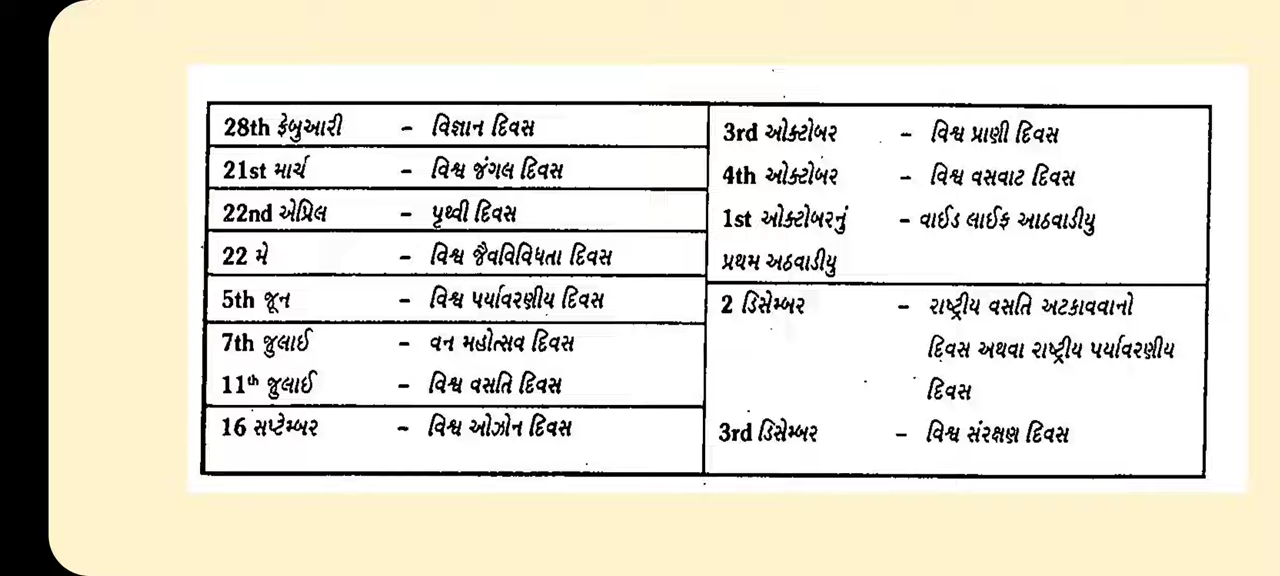 28th ફેબ્રુઆરી – વિજ્ઞાન દિવસ
21st માર્ચ – વિશ્વ જંગલ દિવસ
22nd એપ્રિલ – પૃથ્વી દિવસ
22 મે – વિશ્વ જૈવવિવિધતા દિવસ
5th જૂન – વિશ્વ પર્યાવરણીય દિવસ
7th જુલાઈ – વન મહોત્સવ દિવસ
11th જુલાઈ – વિશ્વ વસતિ દિવસ
16 સપ્ટેમ્બર – વિશ્વ ઓઝોન દિવસ
3rd ઓક્ટોબર – વિશ્વ પ્રાણી દિવસ
4th ઓક્ટોબર – વિશ્વ વસવાટ દિવસ
1st ઓક્ટોબરનું – વાઈડ લાઈફ આઠવાડીયુ
પ્રથમ અઠવાડીયુ
2 ડિસેમ્બર – રાષ્ટ્રીય વસતિ અટકાવવાનો
દિવસ અથવા રાષ્ટ્રીય પર્યાવરણીય
દિવસ
3rd ડિસેમ્બર – વિશ્વ સંરક્ષણ દિવસ